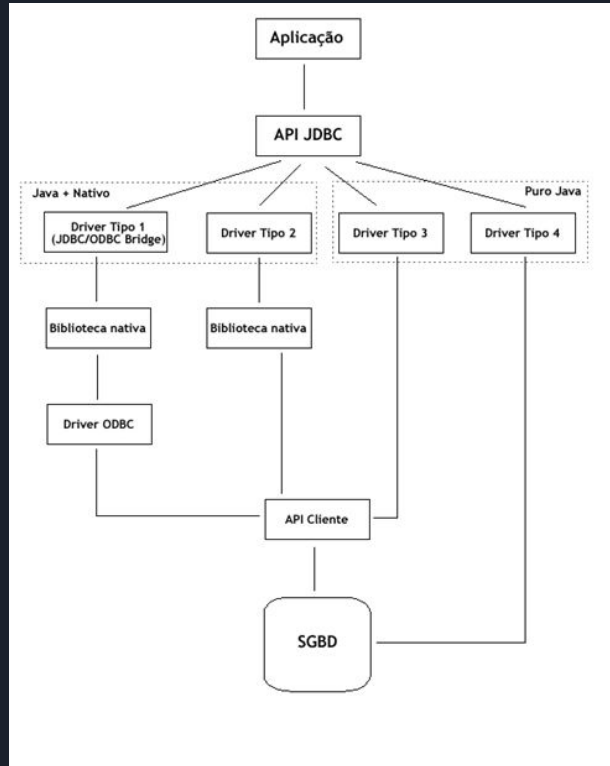 Aplicação
API JDBC
Java + Nativo
Puro Java
Driver Tipo 1
(JDBC/ODBC Bridge)
Driver Tipo 2
Driver Tipo 3
Driver Tipo 4
Biblioteca nativa
Biblioteca nativa
Driver ODBC
API Cliente
SGBD